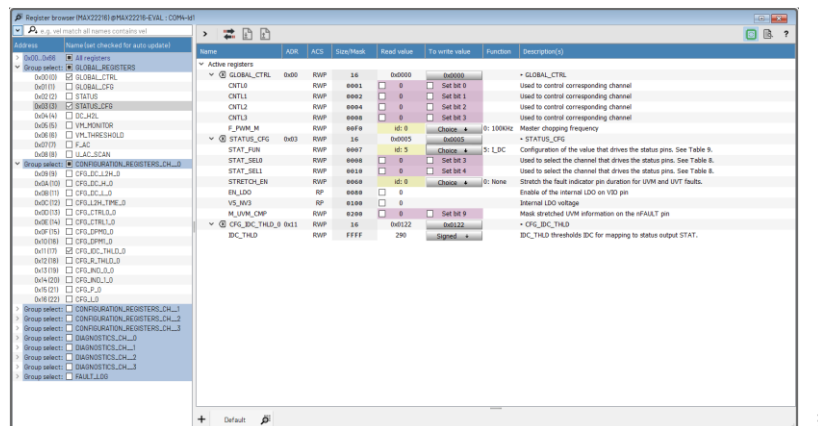 Register browser (MAX22216) @MAX22216-EVAL : COM4-Id1
e.g. vel match all names contains vel
Address Name (set checked for auto update)
0x00..0x66 All registers
Group select: GLOBAL_REGISTERS
0x00 (0) GLOBAL_CTRL
0x01 (1) GLOBAL_CFG
0x02 (2) STATUS
0x03 (3) STATUS_CFG
0x04 (4) DC_H2L
0x05 (5) VM_MONITOR
0x06 (6) VM_THRESHOLD
0x07 (7) F_AC
0x08 (8) U_AC_SCAN
Group select: CONFIGURATION_REGISTERS_CH__0
0x09 (9) CFG_DC_L2H_0
0x0A (10) CFG_DC_H_0
0x0B (11) CFG_DC_L_0
0x0C (12) CFG_L2H_TIME_0
0x0D (13) CFG_CTRL0_0
0x0E (14) CFG_CTRL1_0
0x0F (15) CFG_DPM0_0
0x10 (16) CFG_DPM1_0
0x11 (17) CFG_IDC_THLD_0
0x12 (18) CFG_R_THLD_0
0x13 (19) CFG_IND_0_0
0x14 (20) CFG_IND_1_0
0x15 (21) CFG_P_0
0x16 (22) CFG_L_0
Group select: CONFIGURATION_REGISTERS_CH__1
Group select: CONFIGURATION_REGISTERS_CH__2
Group select: CONFIGURATION_REGISTERS_CH__3
Group select: DIAGNOSTICS_CH__0
Group select: DIAGNOSTICS_CH__1
Group select: DIAGNOSTICS_CH__2
Group select: DIAGNOSTICS_CH__3
Group select: FAULT_LOG
Name ADR ACS Size/Mask Read value To write value Function Description(s)
Active registers
GLOBAL_CTRL 0x00 RWP 16 0x0000 0x0000 • GLOBAL_CTRL
CNTL0 RWP 0001 0 Set bit 0 Used to control corresponding channel
CNTL1 RWP 0002 0 Set bit 1 Used to control corresponding channel
CNTL2 RWP 0004 0 Set bit 2 Used to control corresponding channel
CNTL3 RWP 0008 0 Set bit 3 Used to control corresponding channel
F_PWM_M RWP 00F0 id: 0 Choice 0: 100KHz Master chopping frequency
STATUS_CFG 0x03 RWP 16 0x0005 0x0005 • STATUS_CFG
STAT_FUN RWP 0007 id: 5 Choice 5: I_DC Configuration of the value that drives the status pins. See Table 9.
STAT_SEL0 RWP 0008 0 Set bit 3 Used to select the channel that drives the status pins. See Table 8.
STAT_SEL1 RWP 0010 0 Set bit 4 Used to select the channel that drives the status pins. See Table 8.
STRETCH_EN RWP 0060 id: 0 Choice 0: None Stretch the fault indicator pin duration for UVM and UVT faults.
EN_LDO RP 0080 0 Enable of the internal LDO on VIO pin
V5_NV3 RP 0100 0 Internal LDO voltage
M_UVM_CMP RWP 0200 0 Set bit 9 Mask stretched UVM information on the nFAULT pin
CFG_IDC_THLD_0 0x11 RWP 16 0x0122 0x0122 • CFG_IDC_THLD
IDC_THLD RWP FFFF 290 Signed IDC_THLD thresholds IDC for mapping to status output STAT.
Default